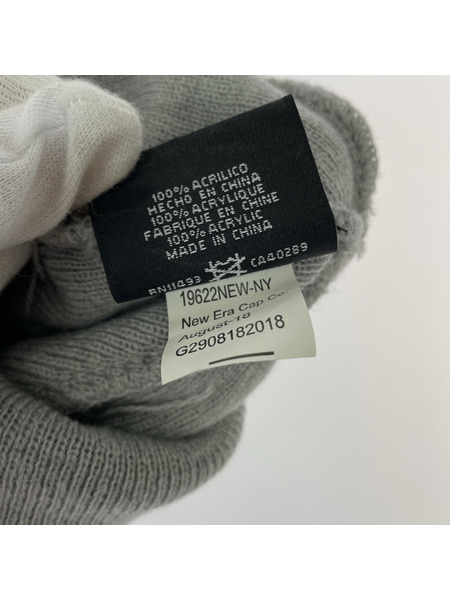 100% ACRILICO
HECHO EN CHINA
100% ACRYLIQUE
FABRIQUE EN CHINE
100% ACRYLIC
MADE IN CHINA
RN11493 CA40289
19622NEW-NY
New Era Cap Co.
August-18
G2908182018